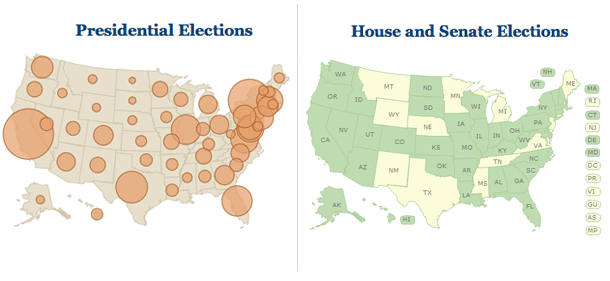 Presidential Elections
House and Senate Elections
NH
WA
VT
ME
MT
ND
MN
MA
OR
ID
SD
WI
MI
NY
RI
WY
CT
IA
PA
NJ
NE
OH
DE
NV
UT
IL
IN
MD
CO
WV
VA
CA
KS
MO
KY
DC
NC
TN
PR
AZ
NM
OK
AR
SC
VI
MS
AL
GA
TX
GU
LA
AK
FL
AS
HI
MP